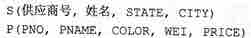 S(供应商号, 姓名, STATE, CITY)
P(PNO, PNAME, COLOR, WEI, PRICE)